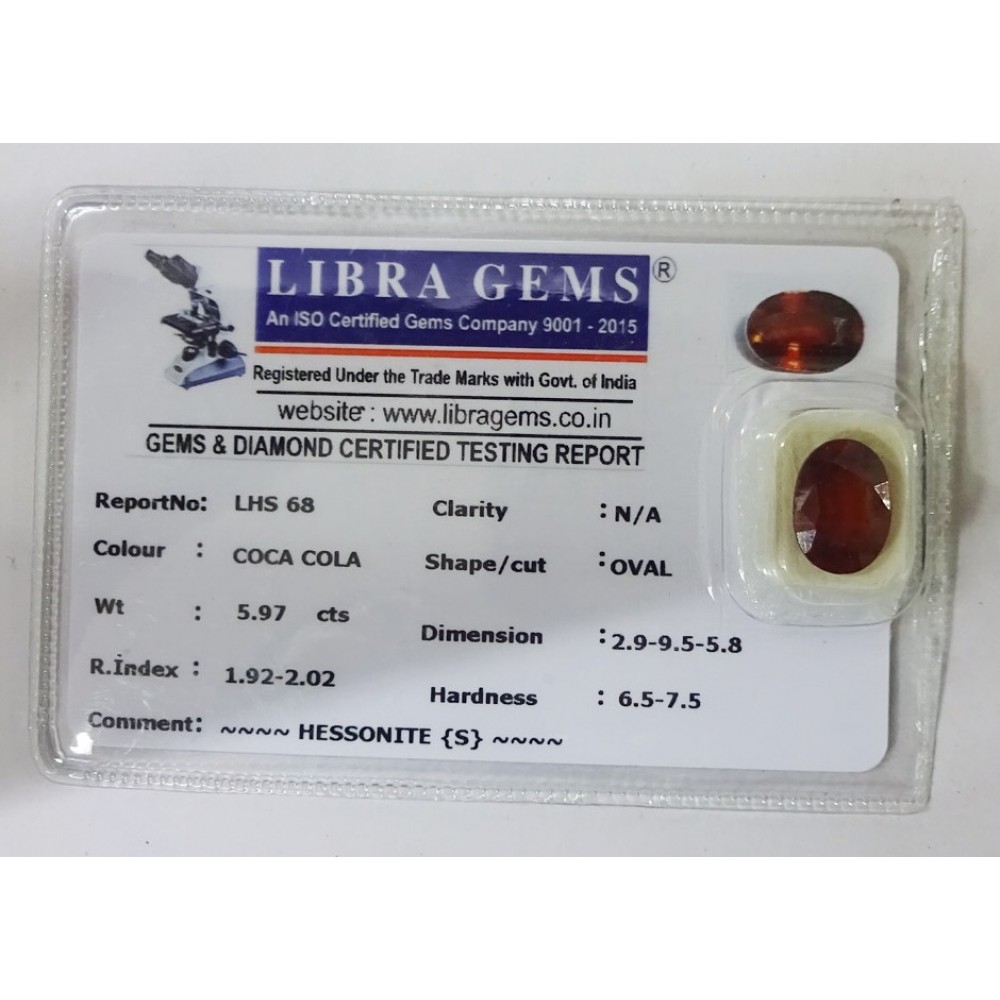 LIBRA GEMS ®
An ISO Certified Gems Company 9001 - 2015
Registered Under the Trade Marks with Govt. of India
website : www.libragems.co.in
GEMS & DIAMOND CERTIFIED TESTING REPORT
ReportNo: LHS 68
Clarity : N/A
Colour : COCA COLA
Shape/cut : OVAL
Wt : 5.97 cts
Dimension : 2.9-9.5-5.8
R.İndex : 1.92-2.02
Hardness : 6.5-7.5
Comment: ~~~~ HESSONITE {S} ~~~~